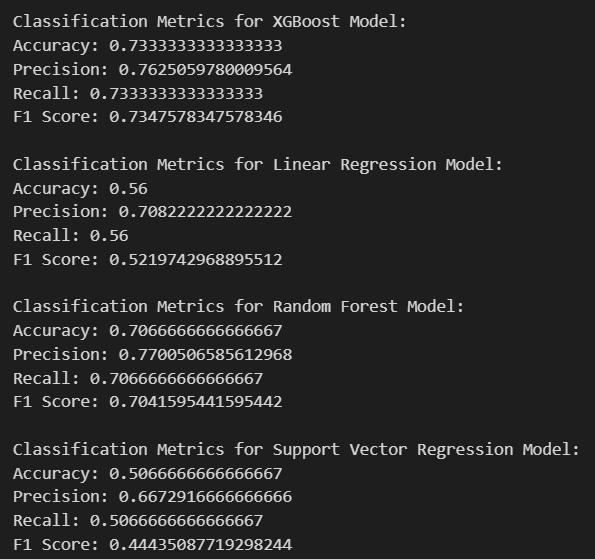 Classification Metrics for XGBoost Model:
Accuracy: 0.7333333333333333
Precision: 0.7625059780009564
Recall: 0.7333333333333333
F1 Score: 0.7347578347578346
Classification Metrics for Linear Regression Model:
Accuracy: 0.56
Precision: 0.7082222222222222
Recall: 0.56
F1 Score: 0.5219742968895512
Classification Metrics for Random Forest Model:
Accuracy: 0.7066666666666667
Precision: 0.7700506585612968
Recall: 0.7066666666666667
F1 Score: 0.7041595441595442
Classification Metrics for Support Vector Regression Model:
Accuracy: 0.5066666666666667
Precision: 0.6672916666666666
Recall: 0.5066666666666667
F1 Score: 0.44435087719298244